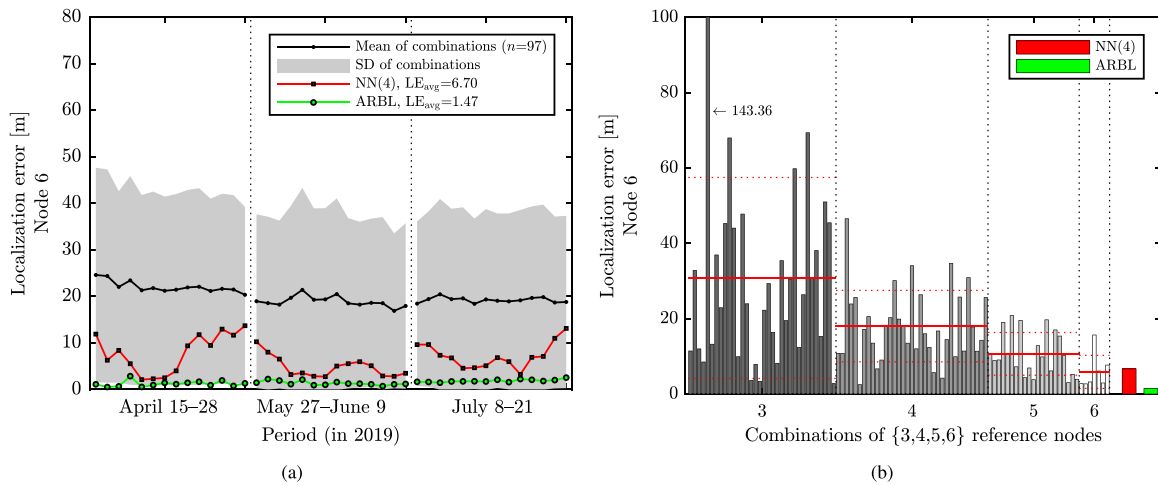 80
70
60
50
40
30
20
10
0
Localization error [m]
Node 6
Mean of combinations (n=97)
SD of combinations
NN(4), LEavg=6.70
ARBL, LEavg=1.47
April 15–28
May 27–June 9
July 8–21
Period (in 2019)
(a)
100
80
60
40
20
0
Localization error [m]
Node 6
← 143.36
NN(4)
ARBL
3
4
5
6
Combinations of {3,4,5,6} reference nodes
(b)